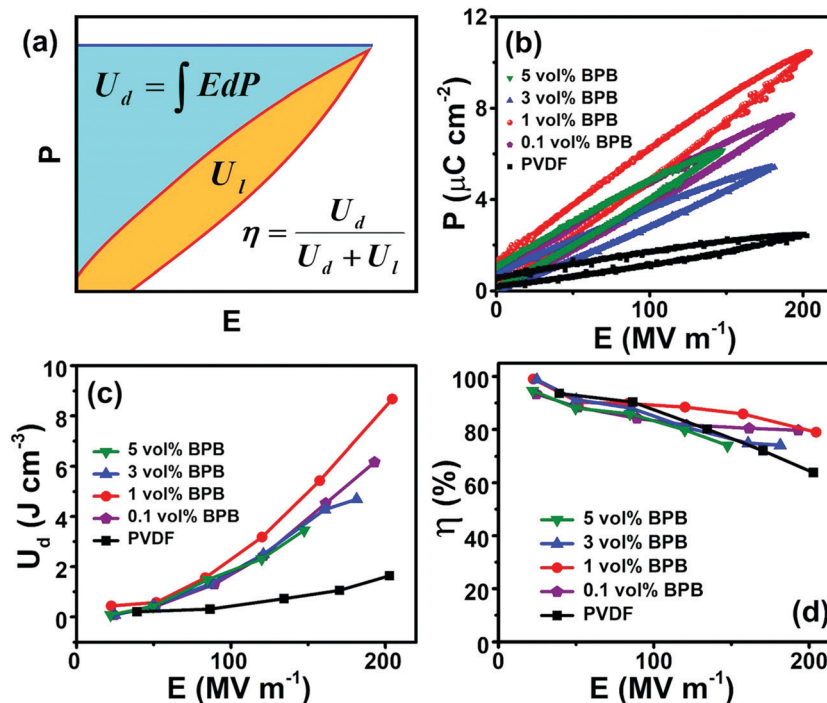 (a)
U_d = ∫ EdP
U_l
η = U_d / (U_d + U_l)
P
E
(b)
5 vol% BPB
3 vol% BPB
1 vol% BPB
0.1 vol% BPB
PVDF
P (μC cm⁻²)
12
8
4
0
0 100 200
E (MV m⁻¹)
(c)
5 vol% BPB
3 vol% BPB
1 vol% BPB
0.1 vol% BPB
PVDF
U_d (J cm⁻³)
10
8
6
4
2
0
0 100 200
E (MV m⁻¹)
100
80
60
40
20
0
η (%)
5 vol% BPB
3 vol% BPB
1 vol% BPB
0.1 vol% BPB
PVDF
(d)
0 100 200
E (MV m⁻¹)